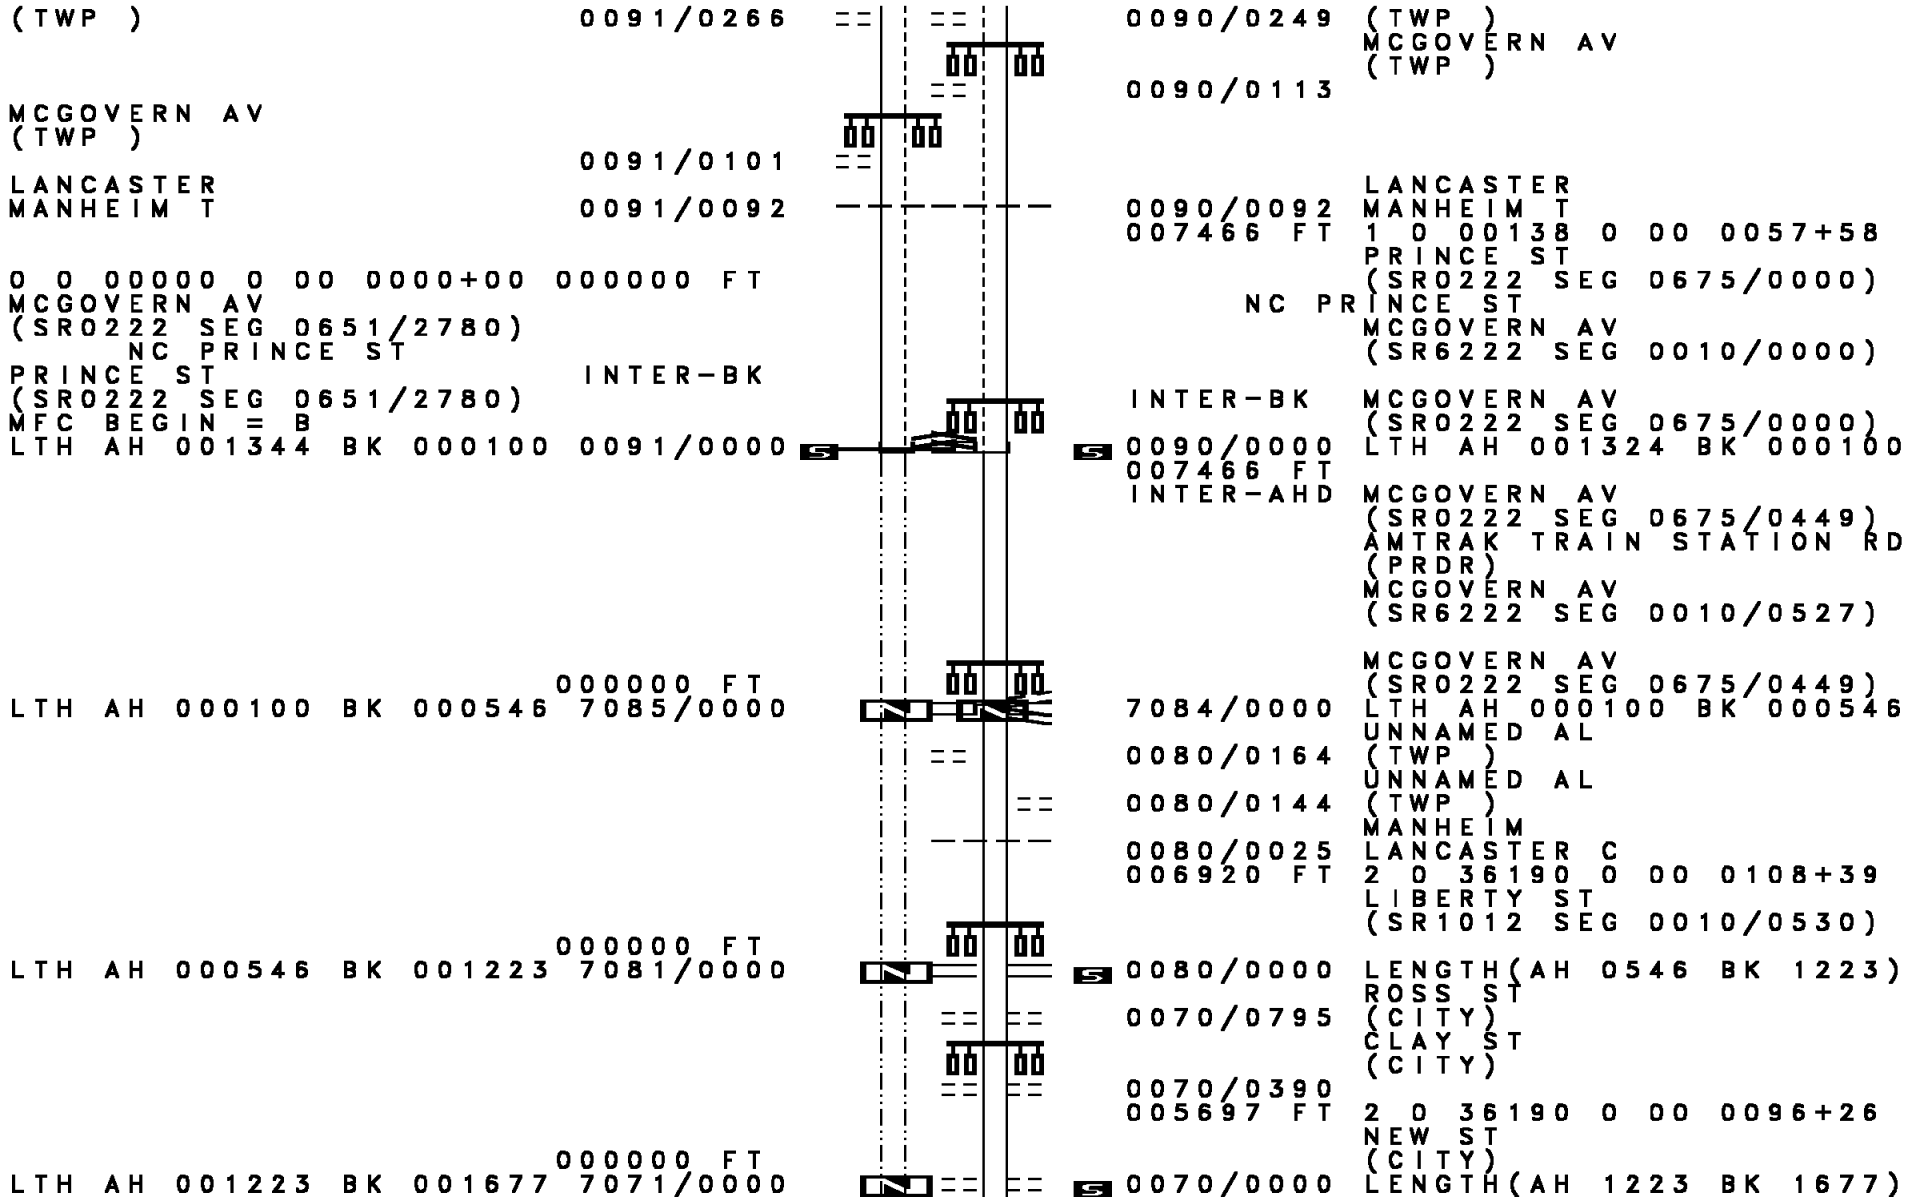 (TWP ) 0091/0266 0090/0249 (TWP )
MCGOVERN AV
(TWP )
0090/0113
MCGOVERN AV
(TWP )
0091/0101
LANCASTER LANCASTER
MANHEIM T 0091/0092 0090/0092 MANHEIM T
007466 FT 1 0 00138 0 00 0057+58
PRINCE ST
0 0 00000 0 00 0000+00 000000 FT (SR0222 SEG 0675/0000)
MCGOVERN AV NC PRINCE ST
(SR0222 SEG 0651/2780) MCGOVERN AV
NC PRINCE ST (SR6222 SEG 0010/0000)
PRINCE ST INTER-BK
(SR0222 SEG 0651/2780) INTER-BK MCGOVERN AV
MFC BEGIN = B (SR0222 SEG 0675/0000)
LTH AH 001344 BK 000100 0091/0000 S S 0090/0000 LTH AH 001324 BK 000100
007466 FT
INTER-AHD MCGOVERN AV
(SR0222 SEG 0675/0449)
AMTRAK TRAIN STATION RD
(PRDR)
MCGOVERN AV
(SR6222 SEG 0010/0527)
MCGOVERN AV
000000 FT (SR0222 SEG 0675/0449)
LTH AH 000100 BK 000546 7085/0000 N N 7084/0000 LTH AH 000100 BK 000546
UNNAMED AL
0080/0164 (TWP )
UNNAMED AL
0080/0144 (TWP )
MANHEIM
0080/0025 LANCASTER C
006920 FT 2 0 36190 0 00 0108+39
LIBERTY ST
(SR1012 SEG 0010/0530)
000000 FT
LTH AH 000546 BK 001223 7081/0000 N S 0080/0000 LENGTH(AH 0546 BK 1223)
ROSS ST
0070/0795 (CITY)
CLAY ST
(CITY)
0070/0390
005697 FT 2 0 36190 0 00 0096+26
NEW ST
000000 FT (CITY)
LTH AH 001223 BK 001677 7071/0000 N S 0070/0000 LENGTH(AH 1223 BK 1677)